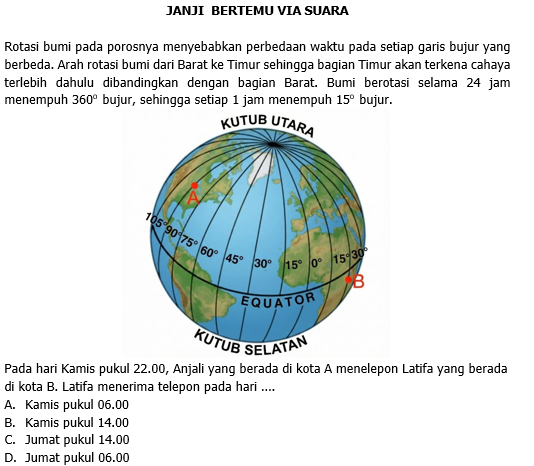 JANJI BERTEMU VIA SUARA
Rotasi bumi pada porosnya menyebabkan perbedaan waktu pada setiap garis bujur yang
berbeda. Arah rotasi bumi dari Barat ke Timur sehingga bagian Timur akan terkena cahaya
terlebih dahulu dibandingkan dengan bagian Barat. Bumi berotasi selama 24 jam
menempuh 360° bujur, sehingga setiap 1 jam menempuh 15° bujur.
KUTUB UTARA
A
105° 90° 75° 60° 45° 30° 15° 0° 15° 30°
B
EQUATOR
KUTUB SELATAN
Pada hari Kamis pukul 22.00, Anjali yang berada di kota A menelepon Latifa yang berada
di kota B. Latifa menerima telepon pada hari ....
A. Kamis pukul 06.00
B. Kamis pukul 14.00
C. Jumat pukul 14.00
D. Jumat pukul 06.00